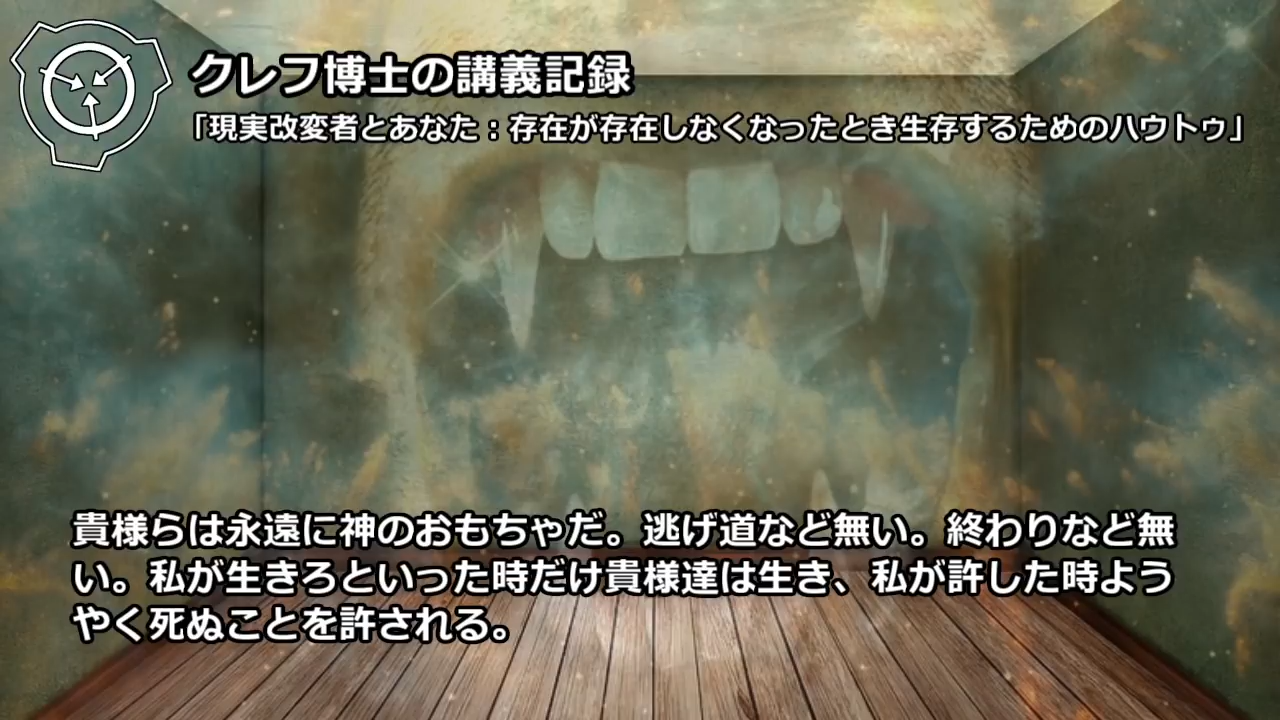 クレフ博士の講義記録
「現実改変者とあなた:存在が存在しなくなったとき生存するためのハウトゥ」
貴様らは永遠に神のおもちゃだ。逃げ道など無い。終わりなど無
い。私が生きろといった時だけ貴様達は生き、私が許した時よう
やく死ぬことを許される。